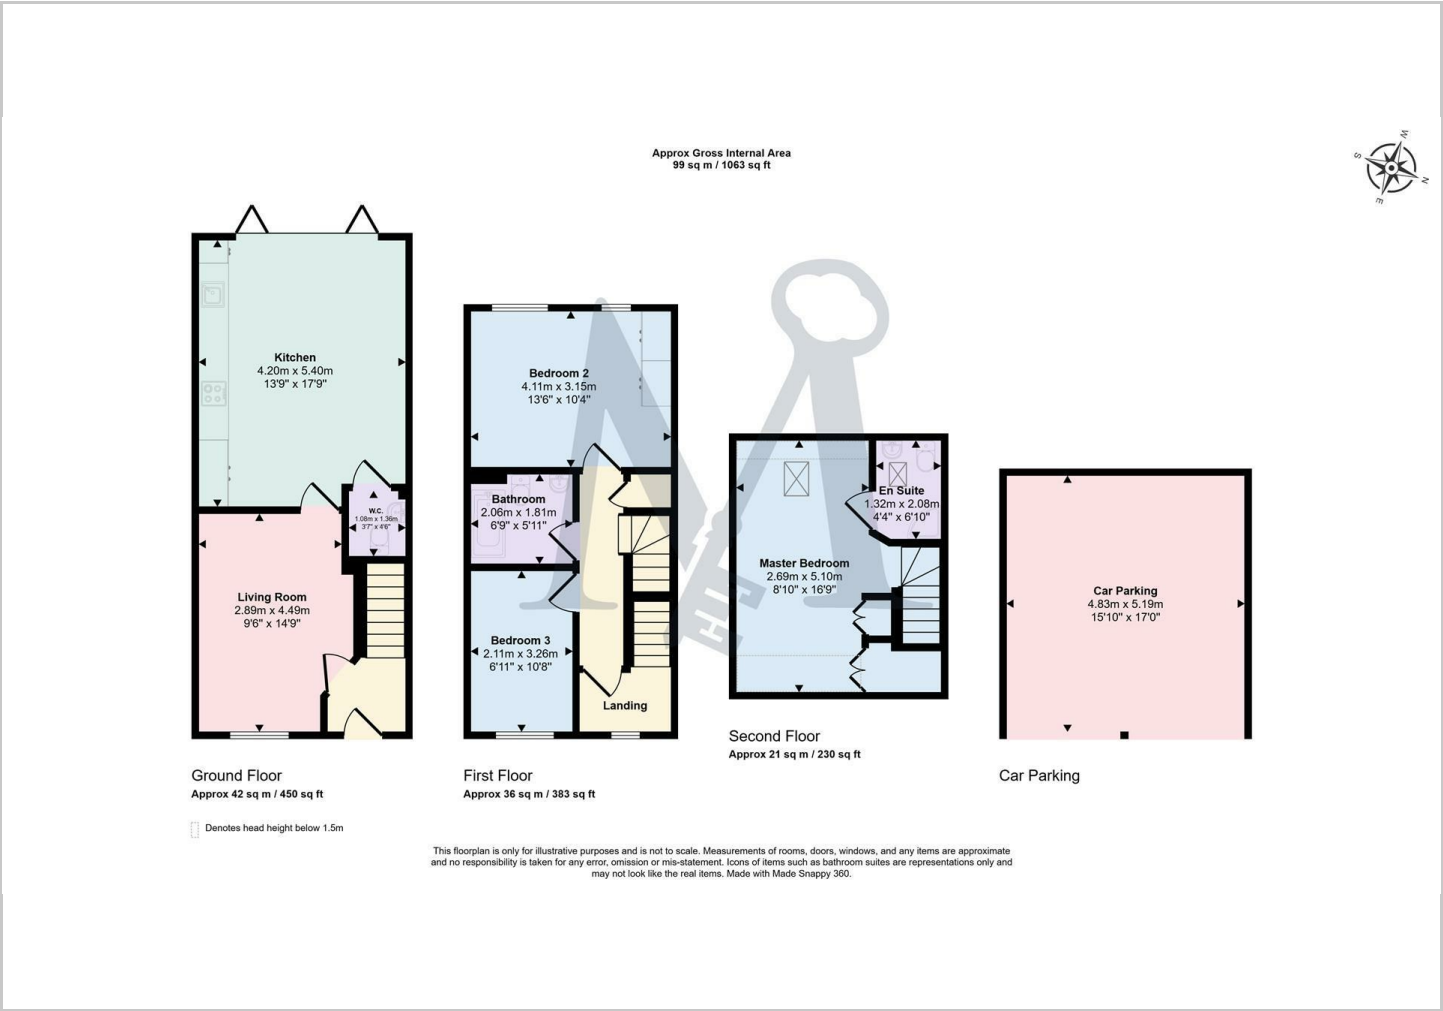 Approx Gross Internal Area
99 sq m / 1063 sq ft
W
S
N
E
Kitchen
4.20m x 5.40m
13'9" x 17'9"
W.C.
1.08m x 1.36m
3'7" x 4'6"
Living Room
2.89m x 4.49m
9'6" x 14'9"
Ground Floor
Approx 42 sq m / 450 sq ft
Denotes head height below 1.5m
Bedroom 2
4.11m x 3.15m
13'6" x 10'4"
Bathroom
2.06m x 1.81m
6'9" x 5'11"
Bedroom 3
2.11m x 3.26m
6'11" x 10'8"
Landing
First Floor
Approx 36 sq m / 383 sq ft
En Suite
1.32m x 2.08m
4'4" x 6'10"
Master Bedroom
2.69m x 5.10m
8'10" x 16'9"
Second Floor
Approx 21 sq m / 230 sq ft
Car Parking
4.83m x 5.19m
15'10" x 17'0"
Car Parking
This floorplan is only for illustrative purposes and is not to scale. Measurements of rooms, doors, windows, and any items are approximate
and no responsibility is taken for any error, omission or mis-statement. Icons of items such as bathroom suites are representations only and
may not look like the real items. Made with Made Snappy 360.